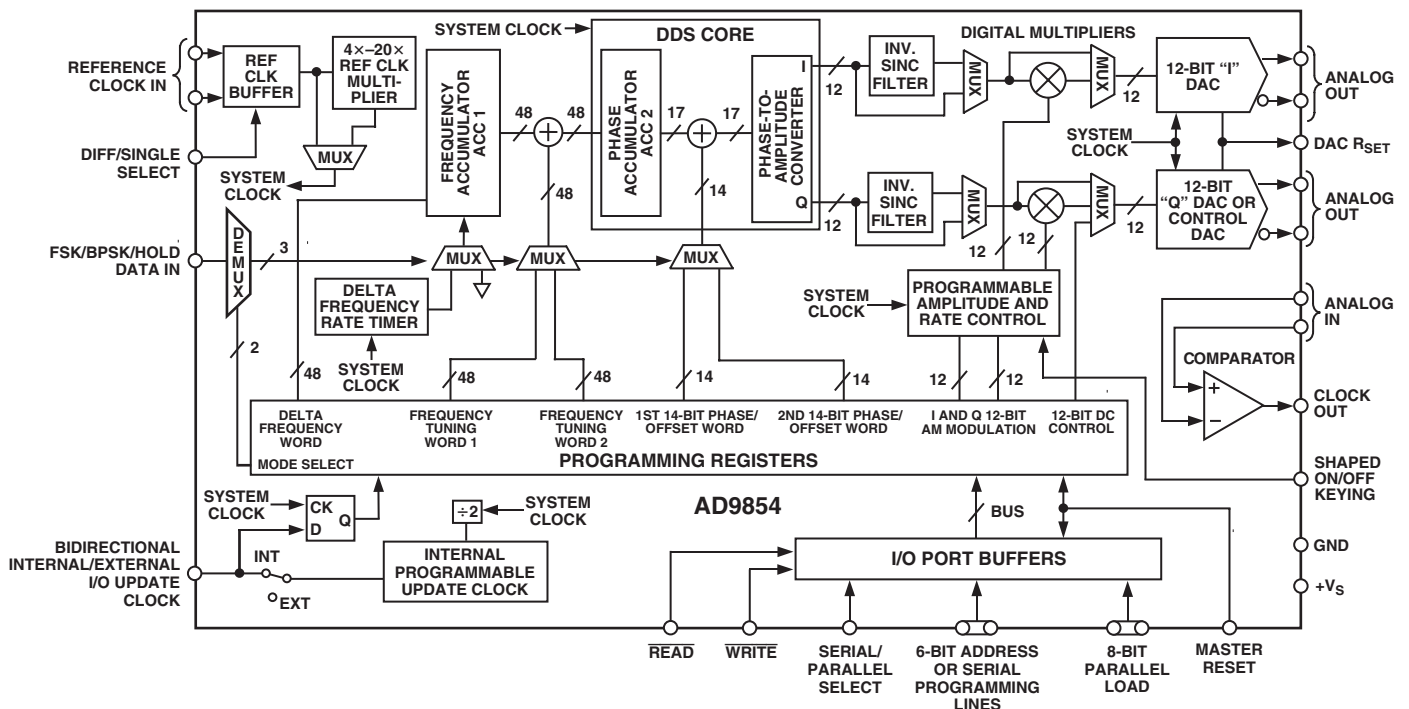 SYSTEM CLOCK
DDS CORE
DIGITAL MULTIPLIERS
REFERENCE
CLOCK IN
REF
CLK
BUFFER
4×–20×
REF CLK
MULTI-
PLIER
FREQUENCY
ACCUMULATOR
ACC 1
48
48
PHASE
ACCUMULATOR
ACC 2
17
17
PHASE-TO-
AMPLITUDE
CONVERTER
I
Q
12
INV.
SINC
FILTER
MUX
MUX
12
12-BIT “I”
DAC
ANALOG
OUT
DIFF/SINGLE
SELECT
MUX
SYSTEM
CLOCK
48
14
SYSTEM
CLOCK
DAC RSET
12
INV.
SINC
FILTER
MUX
MUX
12
12-BIT
“Q” DAC OR
CONTROL
DAC
ANALOG
OUT
FSK/BPSK/HOLD
DATA IN
DEMUX
3
MUX
MUX
MUX
12
12
DELTA
FREQUENCY
RATE TIMER
SYSTEM
CLOCK
PROGRAMMABLE
AMPLITUDE AND
RATE CONTROL
ANALOG
IN
2
48
SYSTEM
CLOCK
48
48
14
14
12
12
COMPARATOR
+
−
CLOCK
OUT
DELTA
FREQUENCY
WORD
FREQUENCY
TUNING
WORD 1
FREQUENCY
TUNING
WORD 2
1ST 14-BIT PHASE/
OFFSET WORD
2ND 14-BIT PHASE/
OFFSET WORD
I AND Q 12-BIT
AM MODULATION
12-BIT DC
CONTROL
MODE SELECT
PROGRAMMING REGISTERS
SHAPED
ON/OFF
KEYING
SYSTEM
CLOCK
CK
D
Q
÷2
SYSTEM
CLOCK
AD9854
BUS
BIDIRECTIONAL
INTERNAL/EXTERNAL
I/O UPDATE
CLOCK
INT
EXT
INTERNAL
PROGRAMMABLE
UPDATE CLOCK
I/O PORT BUFFERS
GND
+VS
READ
WRITE
SERIAL/
PARALLEL
SELECT
6-BIT ADDRESS
OR SERIAL
PROGRAMMING
LINES
8-BIT
PARALLEL
LOAD
MASTER
RESET